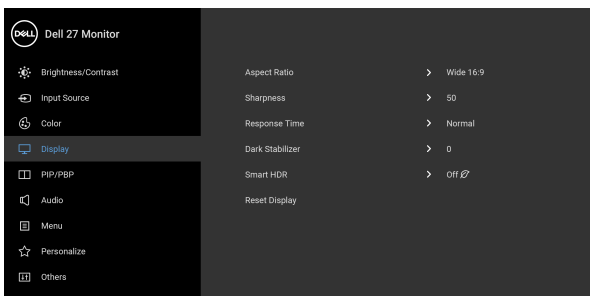 DELL Dell 27 Monitor
Brightness/Contrast
Input Source
Color
Display
PIP/PBP
Audio
Menu
Personalize
Others
Aspect Ratio > Wide 16:9
Sharpness > 50
Response Time > Normal
Dark Stabilizer > 0
Smart HDR > Off
Reset Display